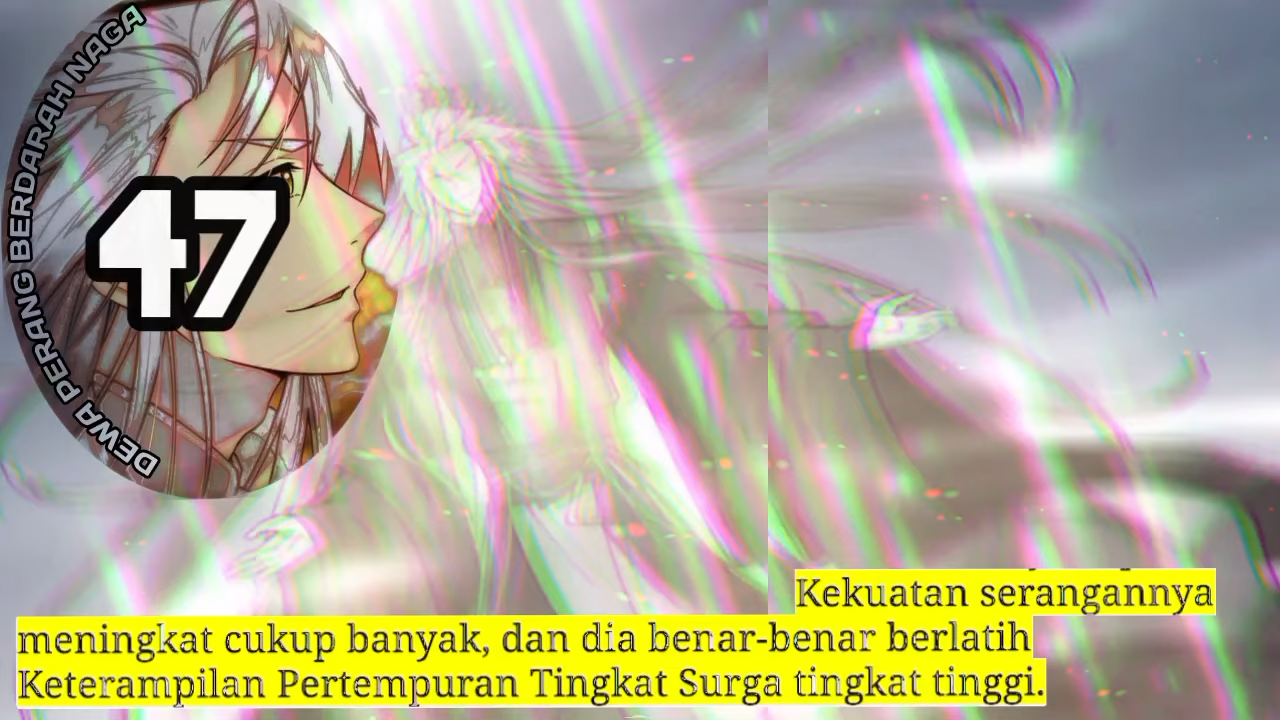 DEWA PERANG BERDARAH NAGA
47
Kekuatan serangannya
meningkat cukup banyak, dan dia benar-benar berlatih
Keterampilan Pertempuran Tingkat Surga tingkat tinggi.